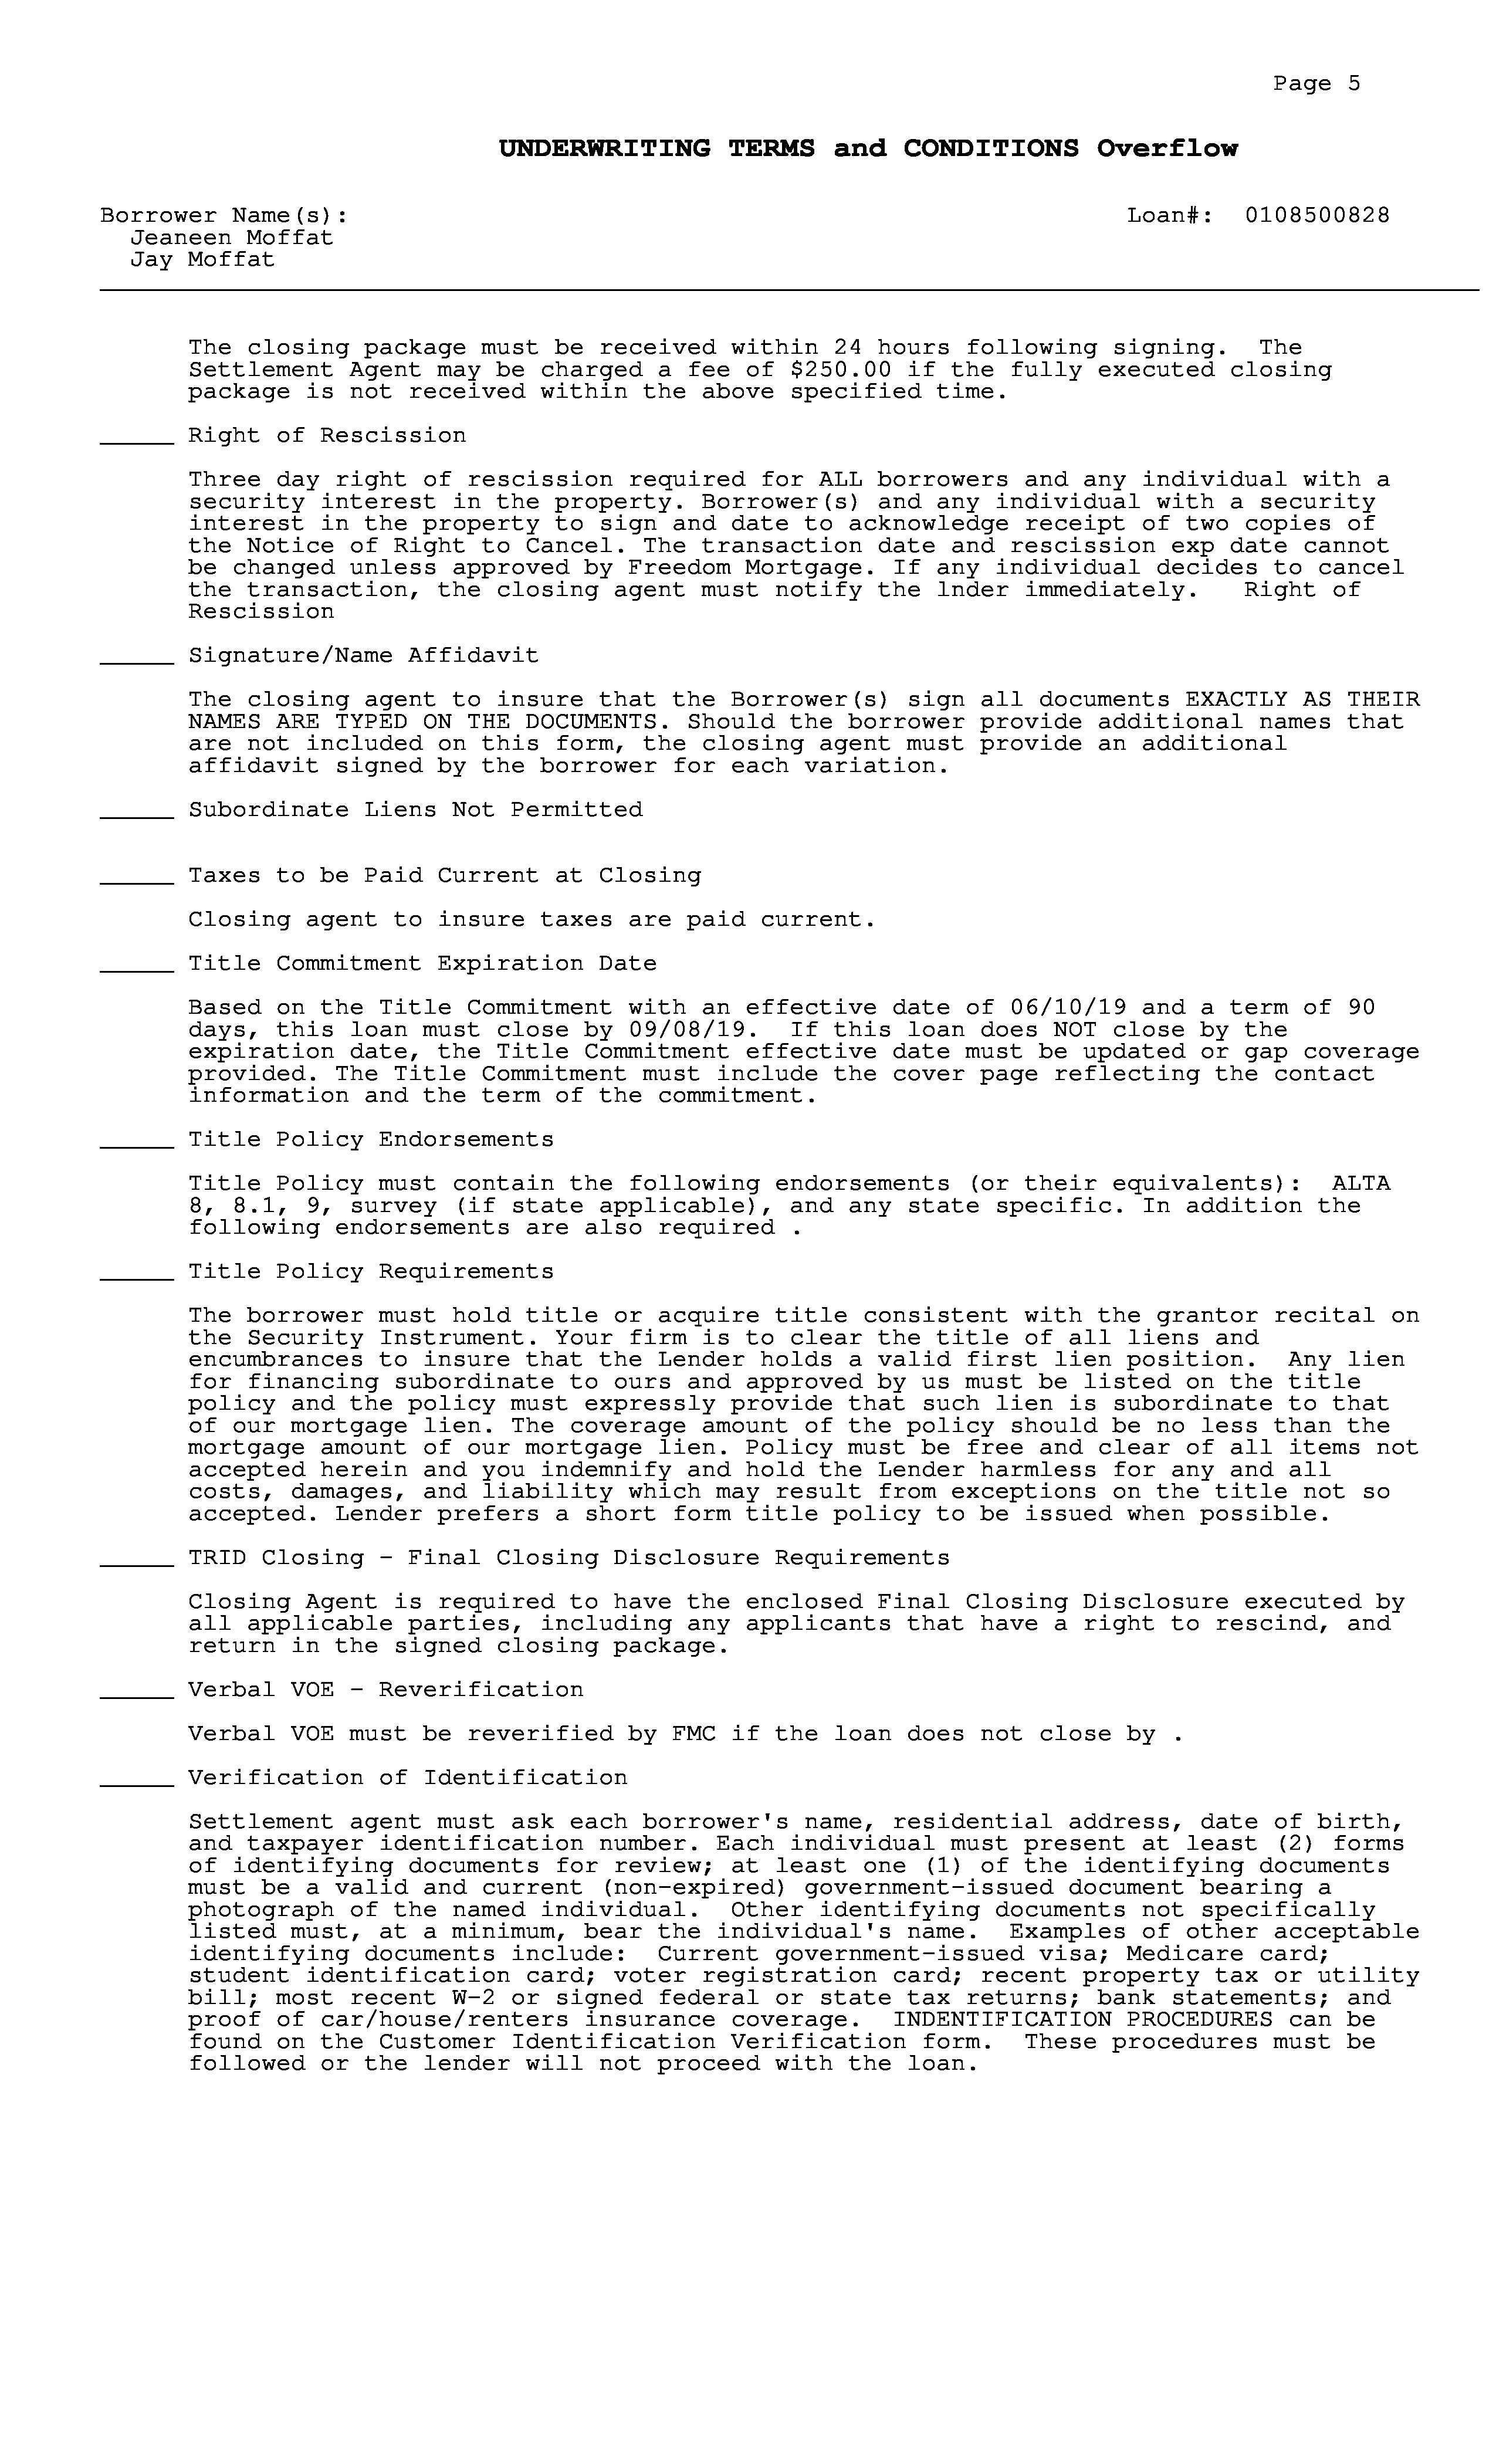 Page 5
UNDERWRITING TERMS and CONDITIONS Overflow
Borrower Name(s): Loan#: 0108500828
Jeaneen Moffat
Jay Moffat
The closing package must be received within 24 hours following signing. The
Settlement Agent may be charged a fee of $250.00 if the fully executed closing
package is not received within the above specified time.
_____ Right of Rescission
Three day right of rescission required for ALL borrowers and any individual with a
security interest in the property. Borrower(s) and any individual with a security
interest in the property to sign and date to acknowledge receipt of two copies of
the Notice of Right to Cancel. The transaction date and rescission exp date cannot
be changed unless approved by Freedom Mortgage. If any individual decides to cancel
the transaction, the closing agent must notify the lnder immediately. Right of
Rescission
_____ Signature/Name Affidavit
The closing agent to insure that the Borrower(s) sign all documents EXACTLY AS THEIR
NAMES ARE TYPED ON THE DOCUMENTS. Should the borrower provide additional names that
are not included on this form, the closing agent must provide an additional
affidavit signed by the borrower for each variation.
_____ Subordinate Liens Not Permitted
_____ Taxes to be Paid Current at Closing
Closing agent to insure taxes are paid current.
_____ Title Commitment Expiration Date
Based on the Title Commitment with an effective date of 06/10/19 and a term of 90
days, this loan must close by 09/08/19. If this loan does NOT close by the
expiration date, the Title Commitment effective date must be updated or gap coverage
provided. The Title Commitment must include the cover page reflecting the contact
information and the term of the commitment.
_____ Title Policy Endorsements
Title Policy must contain the following endorsements (or their equivalents): ALTA
8, 8.1, 9, survey (if state applicable), and any state specific. In addition the
following endorsements are also required .
_____ Title Policy Requirements
The borrower must hold title or acquire title consistent with the grantor recital on
the Security Instrument. Your firm is to clear the title of all liens and
encumbrances to insure that the Lender holds a valid first lien position. Any lien
for financing subordinate to ours and approved by us must be listed on the title
policy and the policy must expressly provide that such lien is subordinate to that
of our mortgage lien. The coverage amount of the policy should be no less than the
mortgage amount of our mortgage lien. Policy must be free and clear of all items not
accepted herein and you indemnify and hold the Lender harmless for any and all
costs, damages, and liability which may result from exceptions on the title not so
accepted. Lender prefers a short form title policy to be issued when possible.
_____ TRID Closing - Final Closing Disclosure Requirements
Closing Agent is required to have the enclosed Final Closing Disclosure executed by
all applicable parties, including any applicants that have a right to rescind, and
return in the signed closing package.
_____ Verbal VOE - Reverification
Verbal VOE must be reverified by FMC if the loan does not close by .
_____ Verification of Identification
Settlement agent must ask each borrower's name, residential address, date of birth,
and taxpayer identification number. Each individual must present at least (2) forms
of identifying documents for review; at least one (1) of the identifying documents
must be a valid and current (non-expired) government-issued document bearing a
photograph of the named individual. Other identifying documents not specifically
listed must, at a minimum, bear the individual's name. Examples of other acceptable
identifying documents include: Current government-issued visa; Medicare card;
student identification card; voter registration card; recent property tax or utility
bill; most recent W-2 or signed federal or state tax returns; bank statements; and
proof of car/house/renters insurance coverage. INDENTIFICATION PROCEDURES can be
found on the Customer Identification Verification form. These procedures must be
followed or the lender will not proceed with the loan.